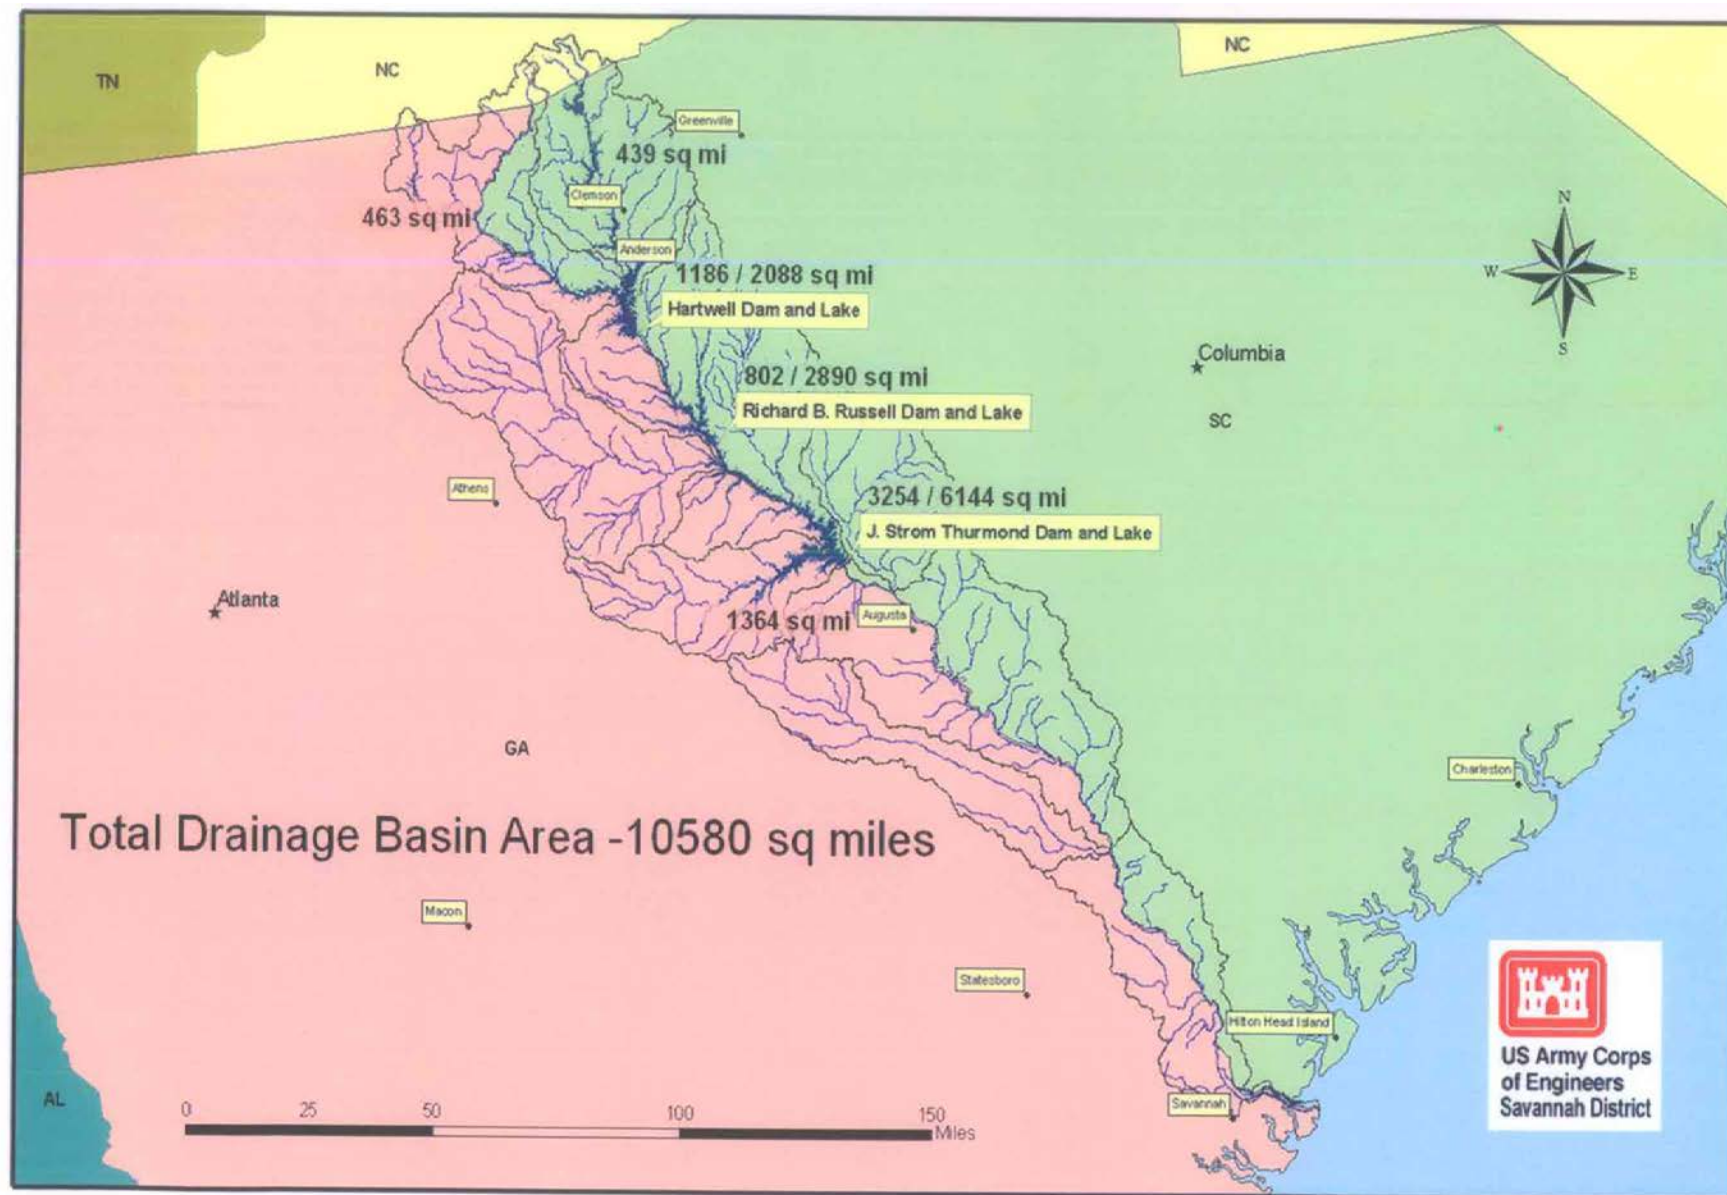 TN
NC
NC
Greenville
439 sq mi
Clemson
463 sq mi
Anderson
1186 / 2088 sq mi
Hartwell Dam and Lake
N
W
E
S
Columbia
802 / 2890 sq mi
Richard B. Russell Dam and Lake
SC
Athens
3254 / 6144 sq mi
J. Strom Thurmond Dam and Lake
Atlanta
1364 sq mi
Augusta
GA
Charleston
Total Drainage Basin Area -10580 sq miles
Macon
Statesboro
Hilton Head Island
US Army Corps
of Engineers
Savannah District
AL
0 25 50 100 150
Miles
Savannah